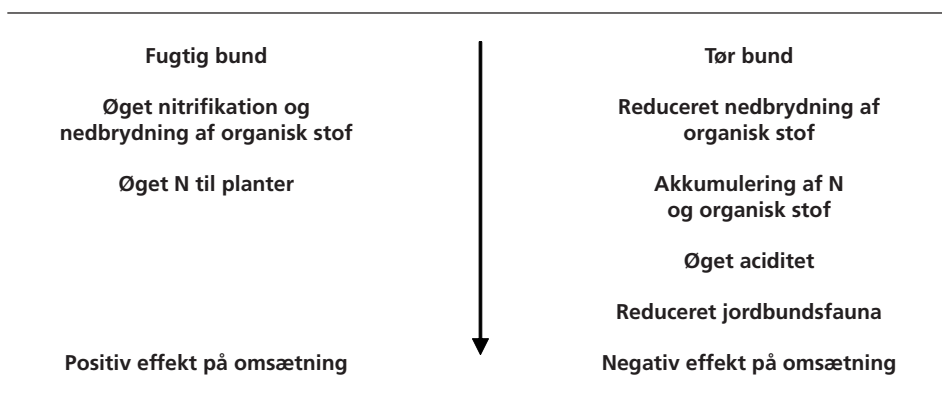 Fugtig bund
Øget nitrifikation og
nedbrydning af organisk stof
Øget N til planter
Positiv effekt på omsætning
Tør bund
Reduceret nedbrydning af
organisk stof
Akkumulering af N
og organisk stof
Øget aciditet
Reduceret jordbundsfauna
Negativ effekt på omsætning